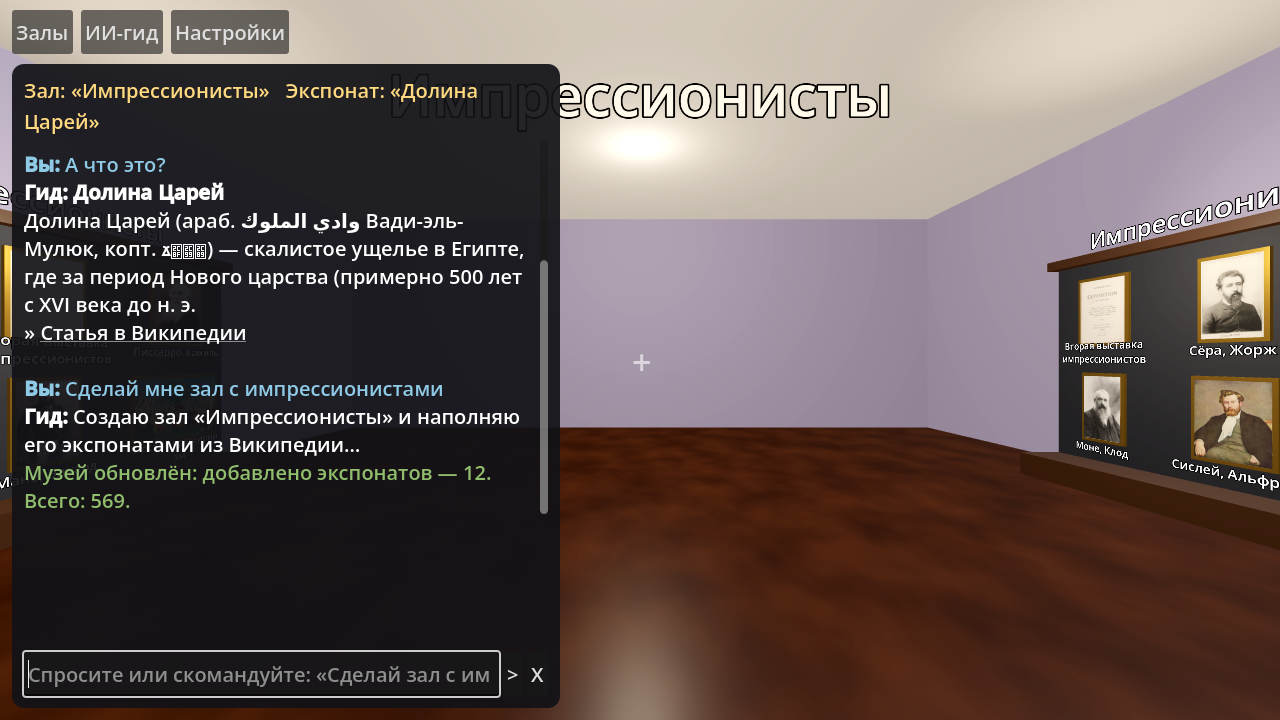 Залы ИИ-гид Настройки
Импрессионисты
Зал: «Импрессионисты» Экспонат: «Долина
Царей»
Вы: А что это?
Гид: Долина Царей
Долина Царей (араб. وادي الملوك Вади-эль-
Мулюк, копт. ϫ) — скалистое ущелье в Египте,
где за период Нового царства (примерно 500 лет
с XVI века до н. э.
» Статья в Википедии
Вы: Сделай мне зал с импрессионистами
Гид: Создаю зал «Импрессионисты» и наполняю
его экспонатами из Википедии...
Музей обновлён: добавлено экспонатов — 12.
Всего: 569.
Спросите или скомандуйте: «Сделай зал с им
> X
Импрессиони
Вторая выставка
импрессионистов
Сёра, Жорж
Моне, Клод
Сислей, Альфр
Писсарро, Камиль